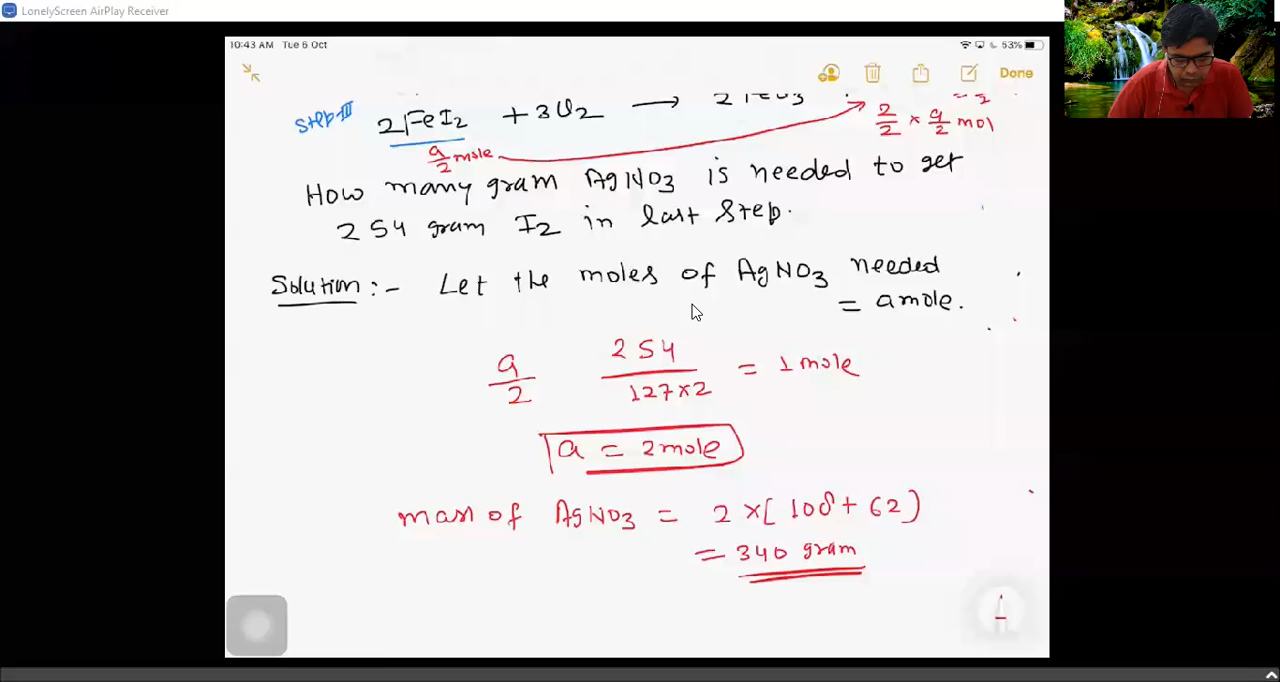 LonelyScreen AirPlay Receiver
10:43 AM Tue 6 Oct
53%
Done
Step III 2FeI2 + 3Cl2 →
a/2 mole
2/2 × a/2 mol
How many gram AgNO3 is needed to get
254 gram I2 in last step.
Solution :- Let the moles of AgNO3 needed
= a mole.
a/2 254/127×2 = 1 mole
a = 2 mole
mass of AgNO3 = 2 × [108 + 62)
= 340 gram